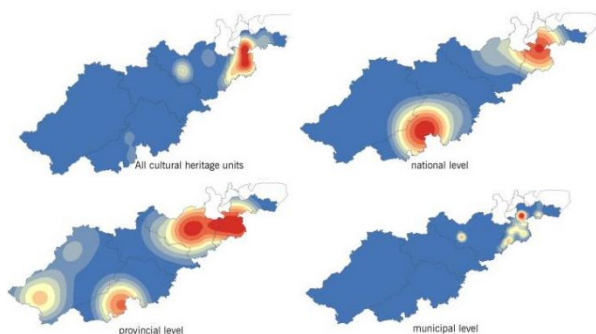 All cultural heritage units
national level
provincial level
municipal level